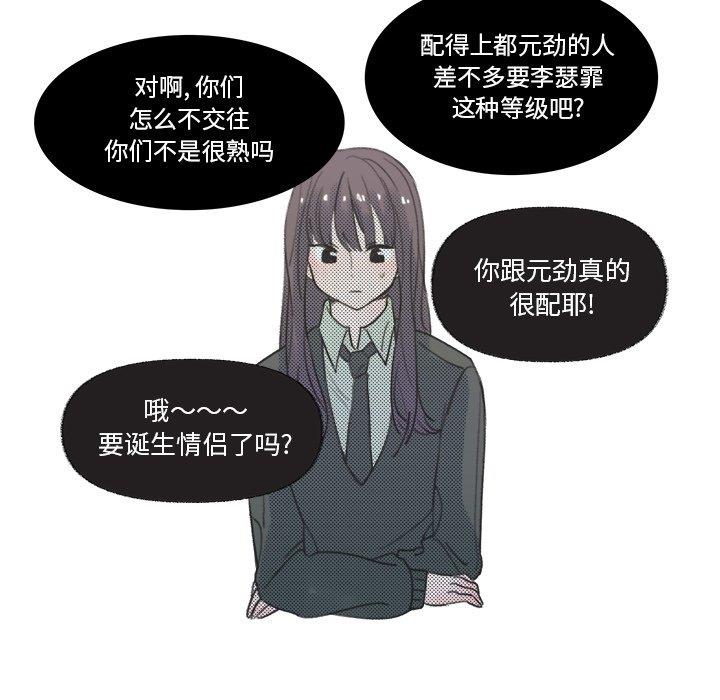 对啊,你们
怎么不交往
你们不是很熟吗
配得上都元劲的人
差不多要李瑟霏
这种等级吧?
你跟元劲真的
很配耶!
哦～～～
要诞生情侣了吗?